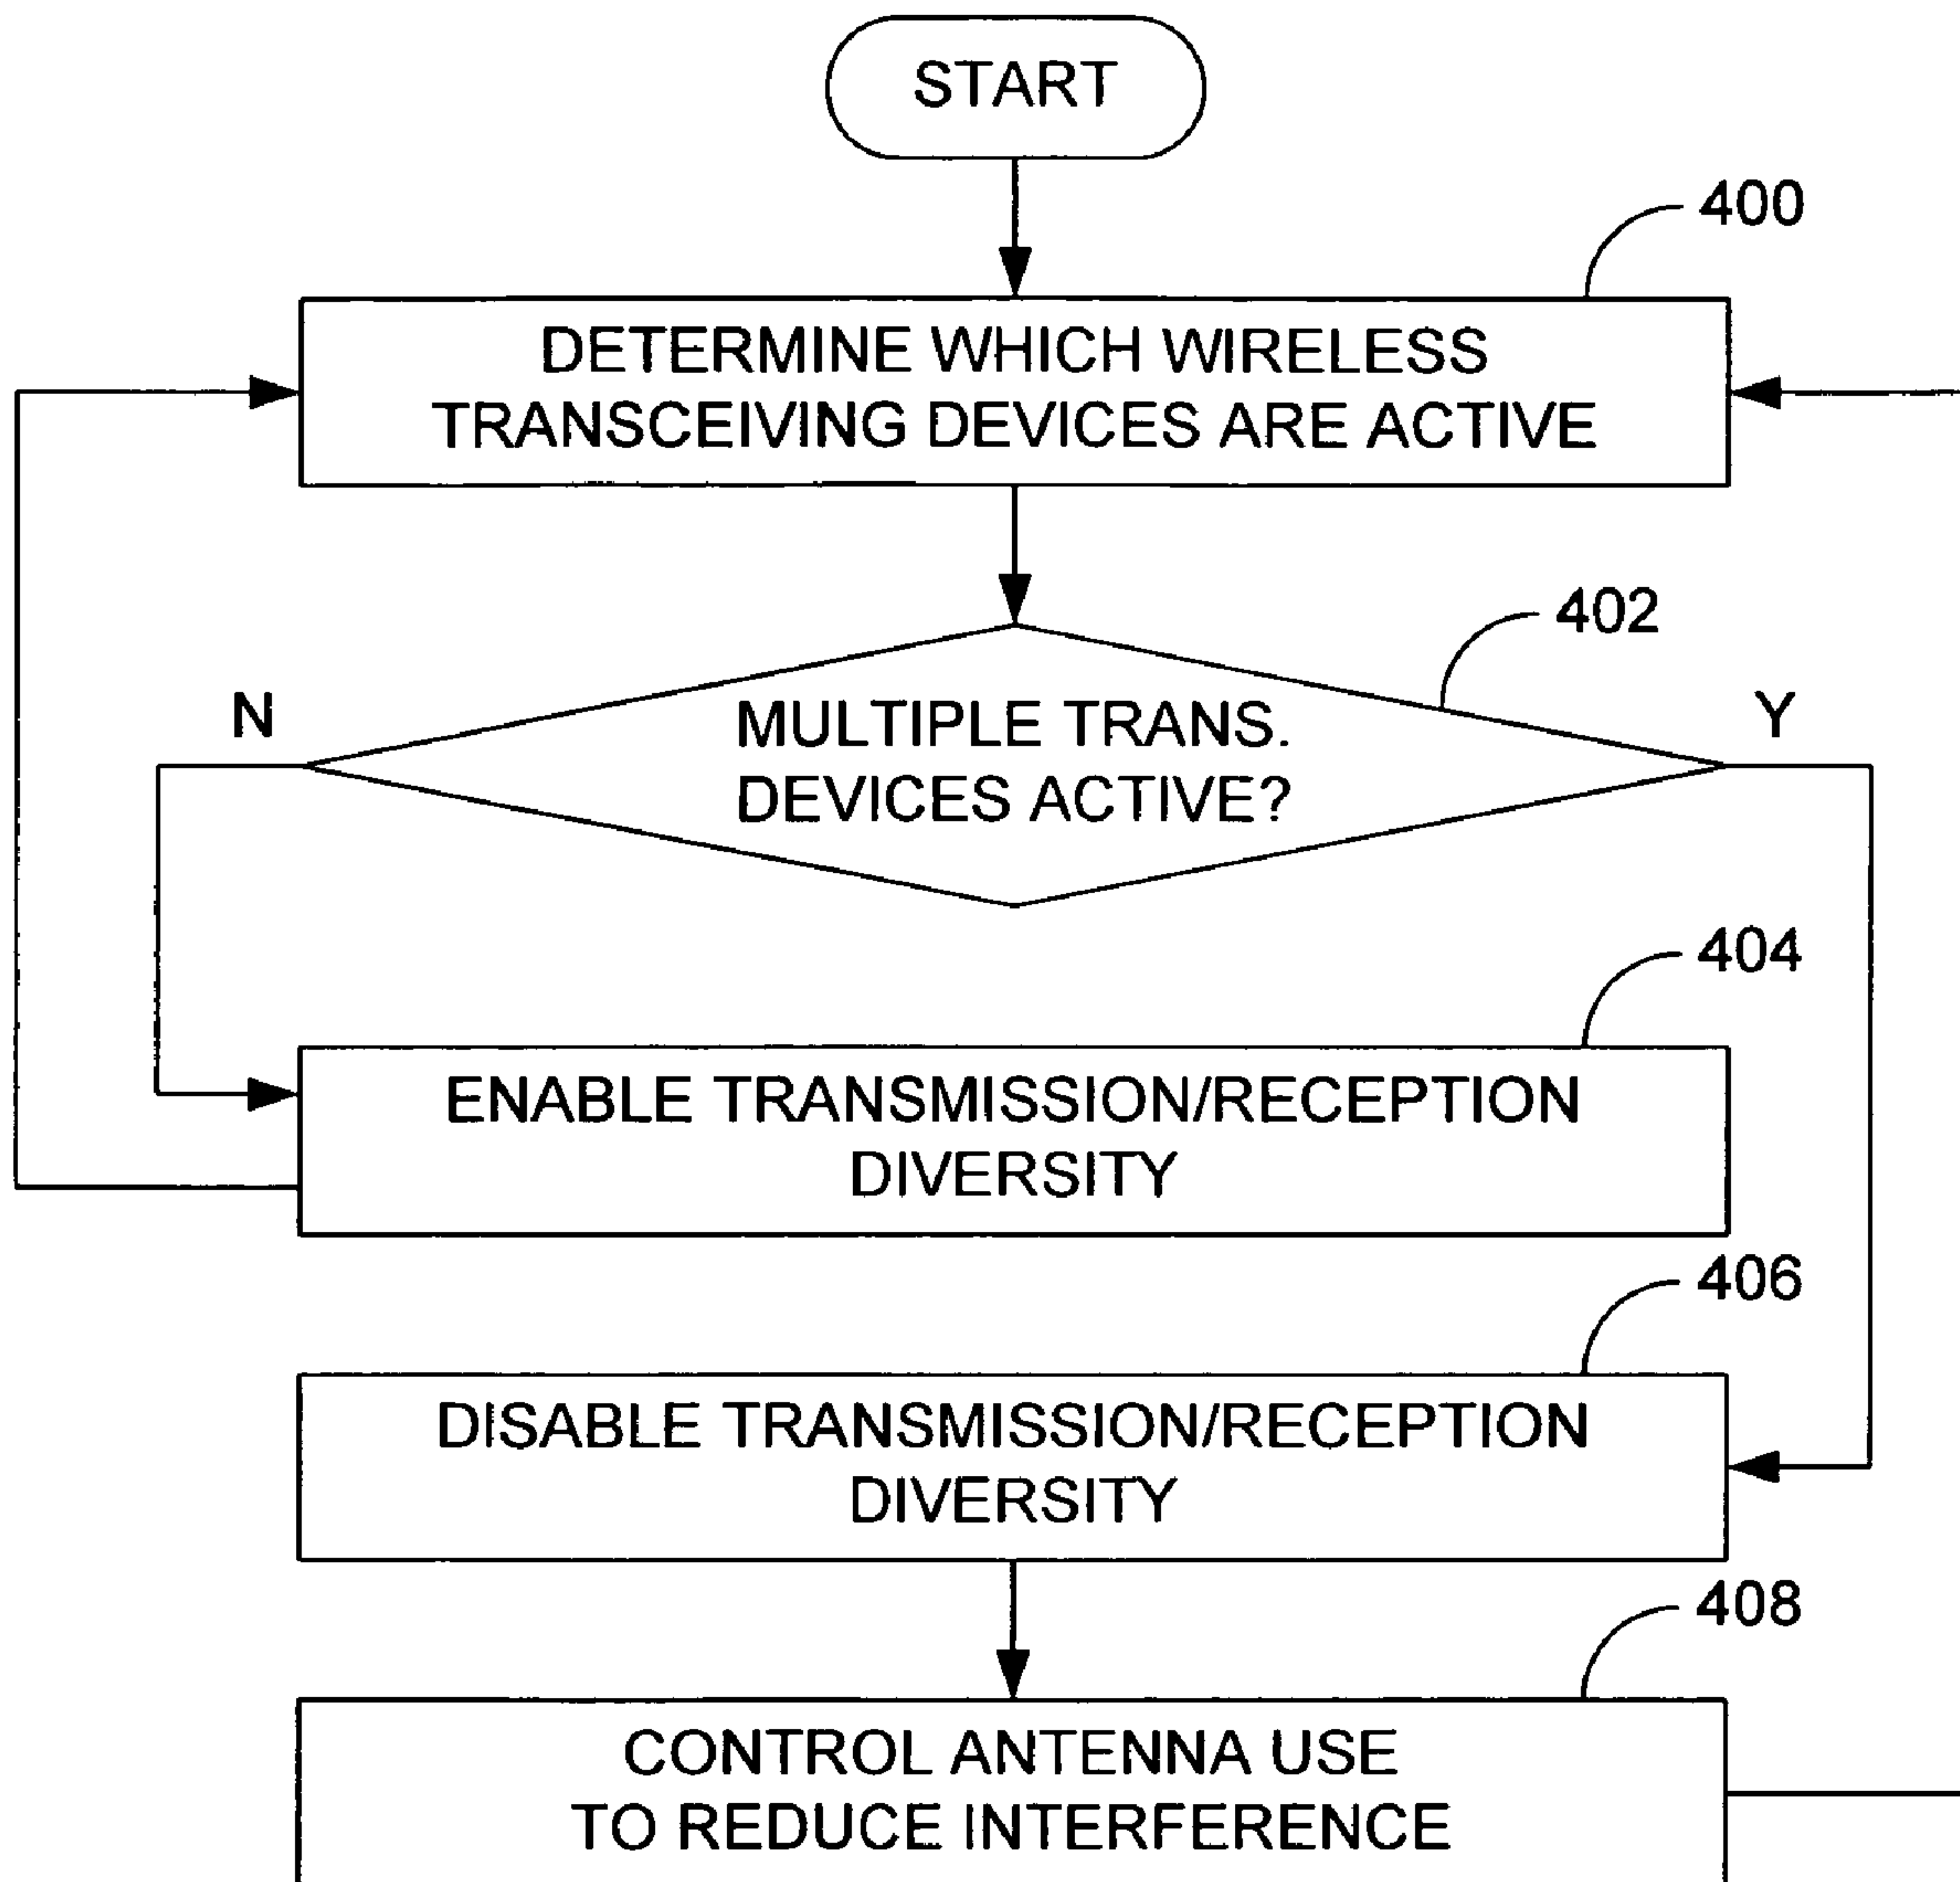 START
400
DETERMINE WHICH WIRELESS
TRANSCEIVING DEVICES ARE ACTIVE
402
N
Y
MULTIPLE TRANS.
DEVICES ACTIVE?
404
ENABLE TRANSMISSION/RECEPTION
DIVERSITY
406
DISABLE TRANSMISSION/RECEPTION
DIVERSITY
408
CONTROL ANTENNA USE
TO REDUCE INTERFERENCE